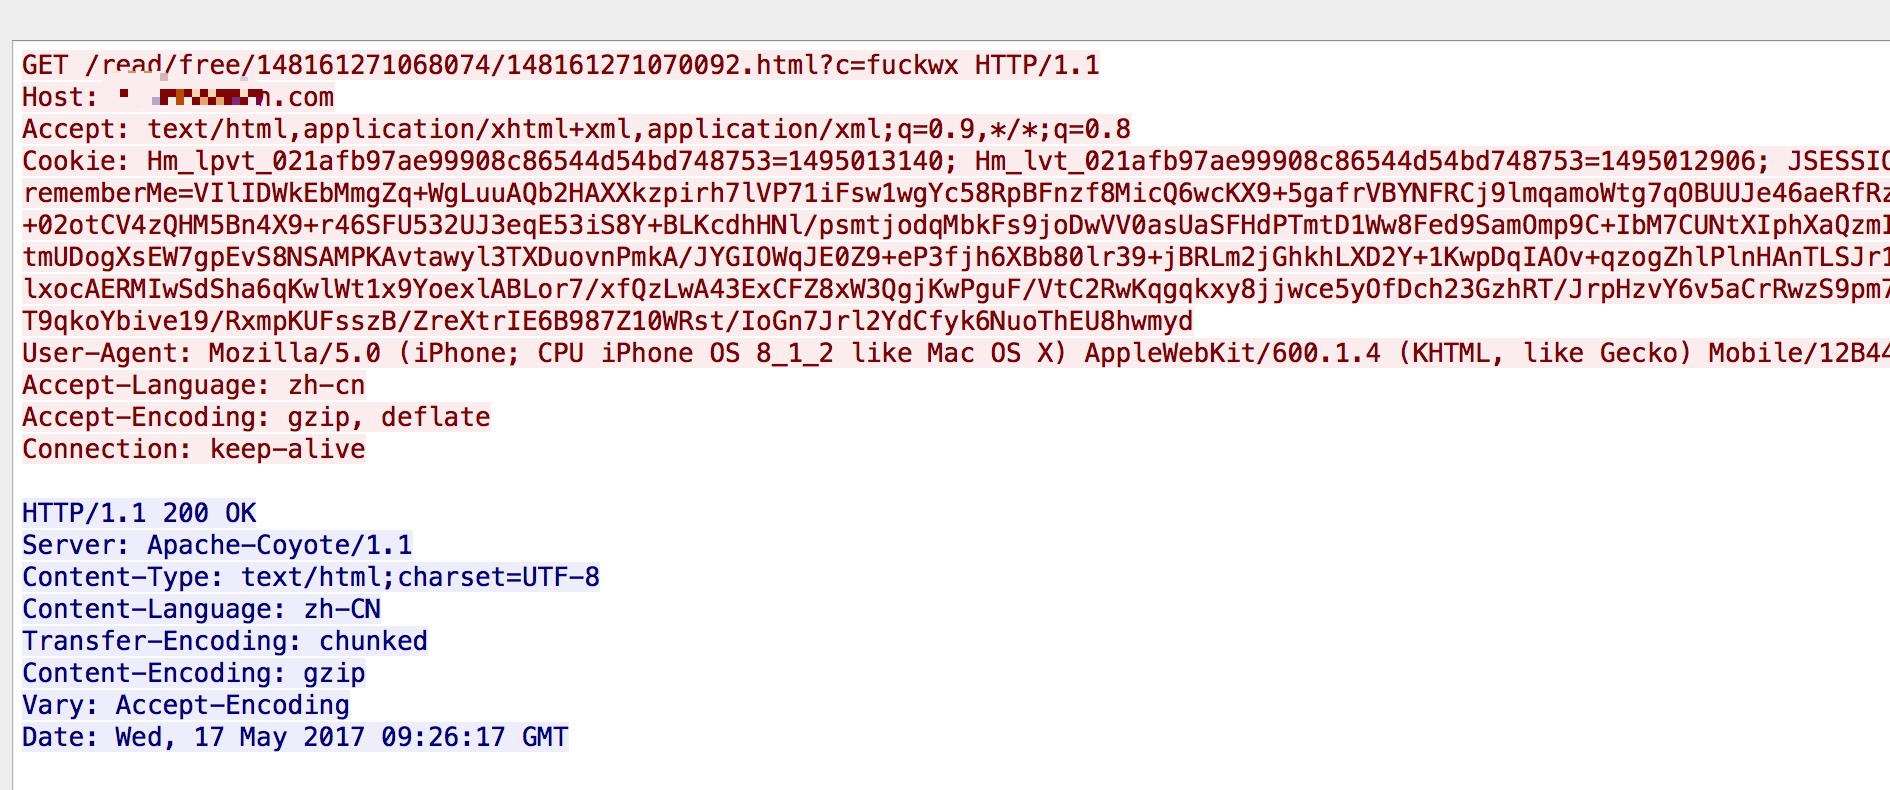 GET /read/free/148161271068074/148161271070092.html?c=fuckwx HTTP/1.1
Host: n.com
Accept: text/html,application/xhtml+xml,application/xml;q=0.9,*/*;q=0.8
Cookie: Hm_lpvt_021afb97ae99908c86544d54bd748753=1495013140; Hm_lvt_021afb97ae99908c86544d54bd748753=1495012906; JSESSIO
rememberMe=VIlIDWkEbMmgZq+WgLuuAQb2HAXXkzpirh7lVP71iFsw1wgYc58RpBFnzf8MicQ6wcKX9+5gafrVBYNFRCj9lmqamoWtg7qOBUUJe46aeRfRz
+02otCV4zQHM5Bn4X9+r46SFU532UJ3eqE53iS8Y+BLKcdhHNl/psmtjodqMbkFs9joDwVV0asUaSFHdPTmtD1Ww8Fed9SamOmp9C+IbM7CUNtXIphXaQzmI
tmUDogXsEW7gpEvS8NSAMPKAvtawyl3TXDuovnPmkA/JYGIOWqJE0Z9+eP3fjh6XBb80lr39+jBRLm2jGhkhLXD2Y+1KwpDqIAOv+qzogZhlPlnHAnTLSJr1
lxocAERMIwSdSha6qKwlWt1x9YoexlABLor7/xfQzLwA43ExCFZ8xW3QgjKwPguF/VtC2RwKqgqkxy8jjwce5yOfDch23GzhRT/JrpHzvY6v5aCrRwzS9pm7
T9qkoYbive19/RxmpKUFsszB/ZreXtrIE6B987Z10WRst/IoGn7Jrl2YdCfyk6NuoThEU8hwmyd
User-Agent: Mozilla/5.0 (iPhone; CPU iPhone OS 8_1_2 like Mac OS X) AppleWebKit/600.1.4 (KHTML, like Gecko) Mobile/12B44
Accept-Language: zh-cn
Accept-Encoding: gzip, deflate
Connection: keep-alive
HTTP/1.1 200 OK
Server: Apache-Coyote/1.1
Content-Type: text/html;charset=UTF-8
Content-Language: zh-CN
Transfer-Encoding: chunked
Content-Encoding: gzip
Vary: Accept-Encoding
Date: Wed, 17 May 2017 09:26:17 GMT